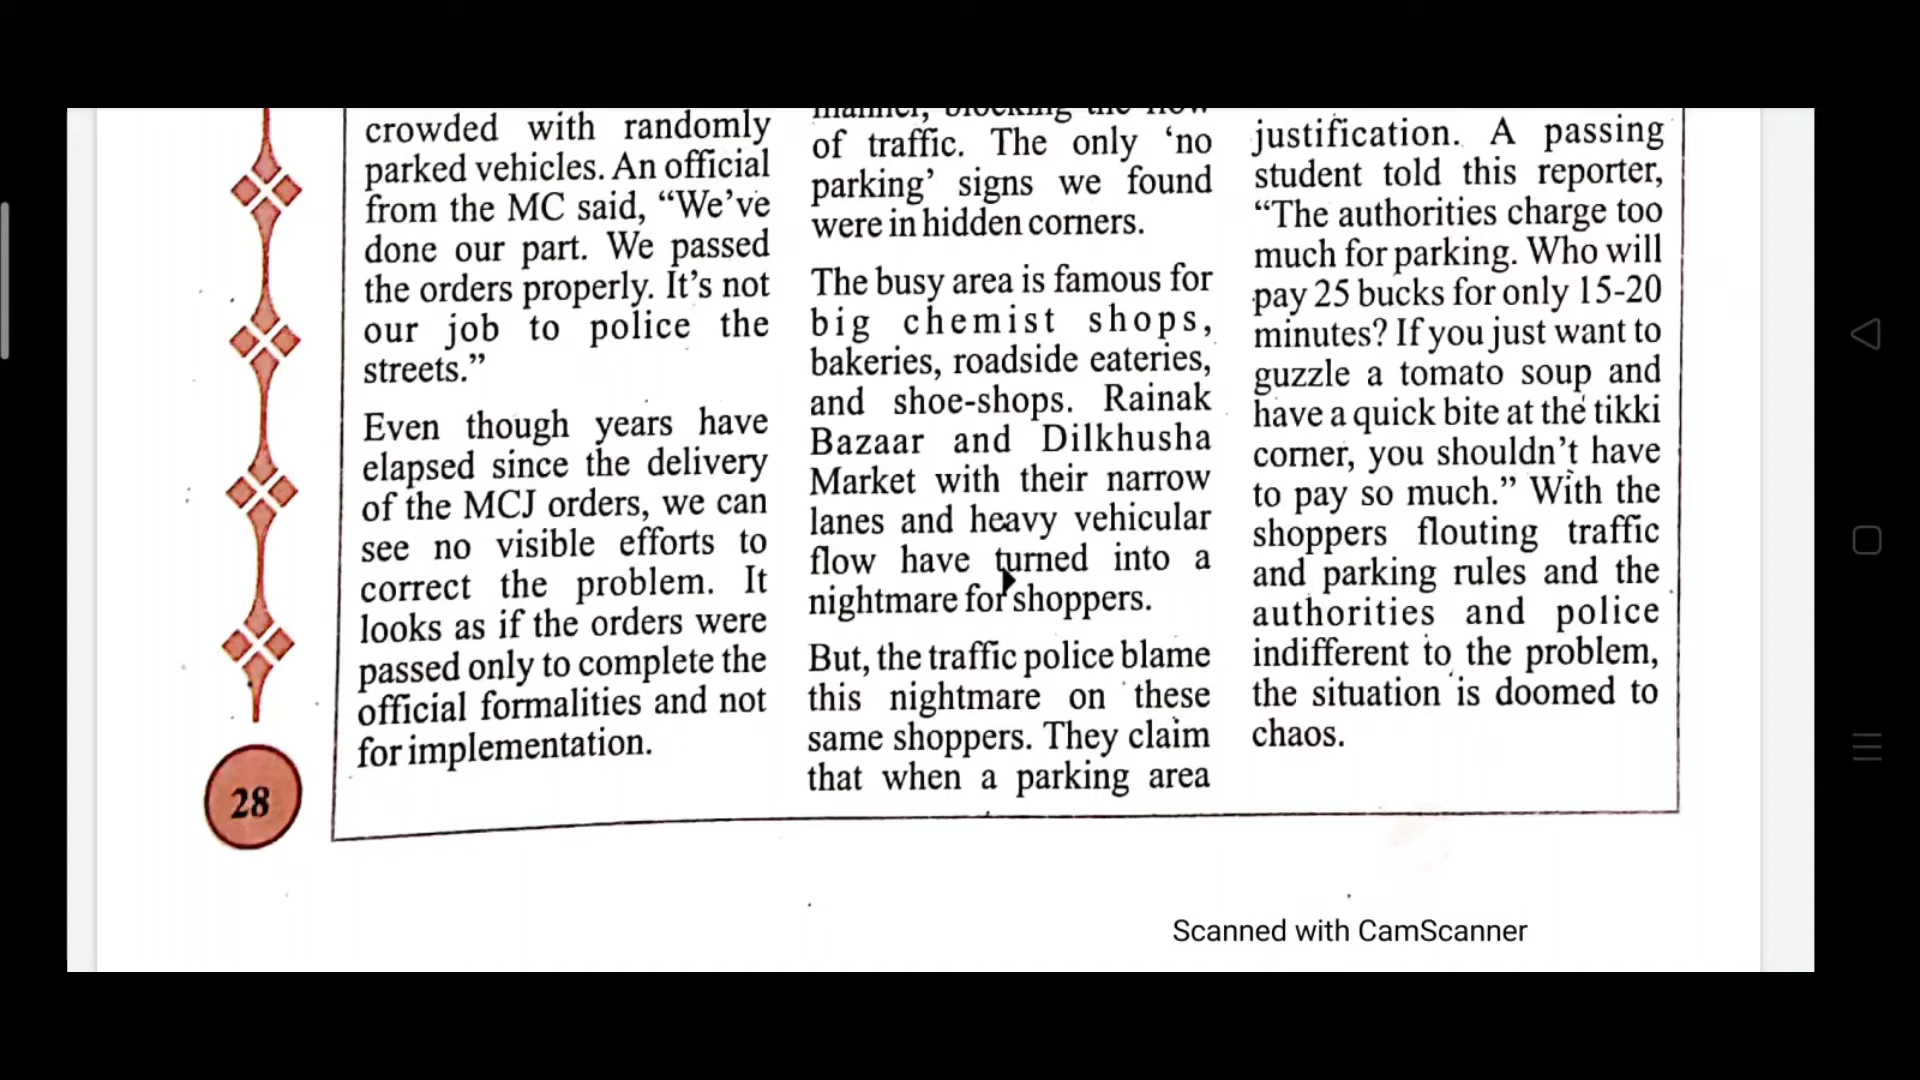 crowded with randomly
parked vehicles. An official
from the MC said, “We’ve
done our part. We passed
the orders properly. It’s not
our job to police the
streets.”
Even though years have
elapsed since the delivery
of the MCJ orders, we can
see no visible efforts to
correct the problem. It
looks as if the orders were
passed only to complete the
official formalities and not
for implementation.
manner, blocking the flow
of traffic. The only ‘no
parking’ signs we found
were in hidden corners.
The busy area is famous for
big chemist shops,
bakeries, roadside eateries,
and shoe-shops. Rainak
Bazaar and Dilkhusha
Market with their narrow
lanes and heavy vehicular
flow have turned into a
nightmare for shoppers.
But, the traffic police blame
this nightmare on these
same shoppers. They claim
that when a parking area
justification. A passing
student told this reporter,
“The authorities charge too
much for parking. Who will
pay 25 bucks for only 15-20
minutes? If you just want to
guzzle a tomato soup and
have a quick bite at the tikki
corner, you shouldn’t have
to pay so much.” With the
shoppers flouting traffic
and parking rules and the
authorities and police
indifferent to the problem,
the situation is doomed to
chaos.
28
Scanned with CamScanner